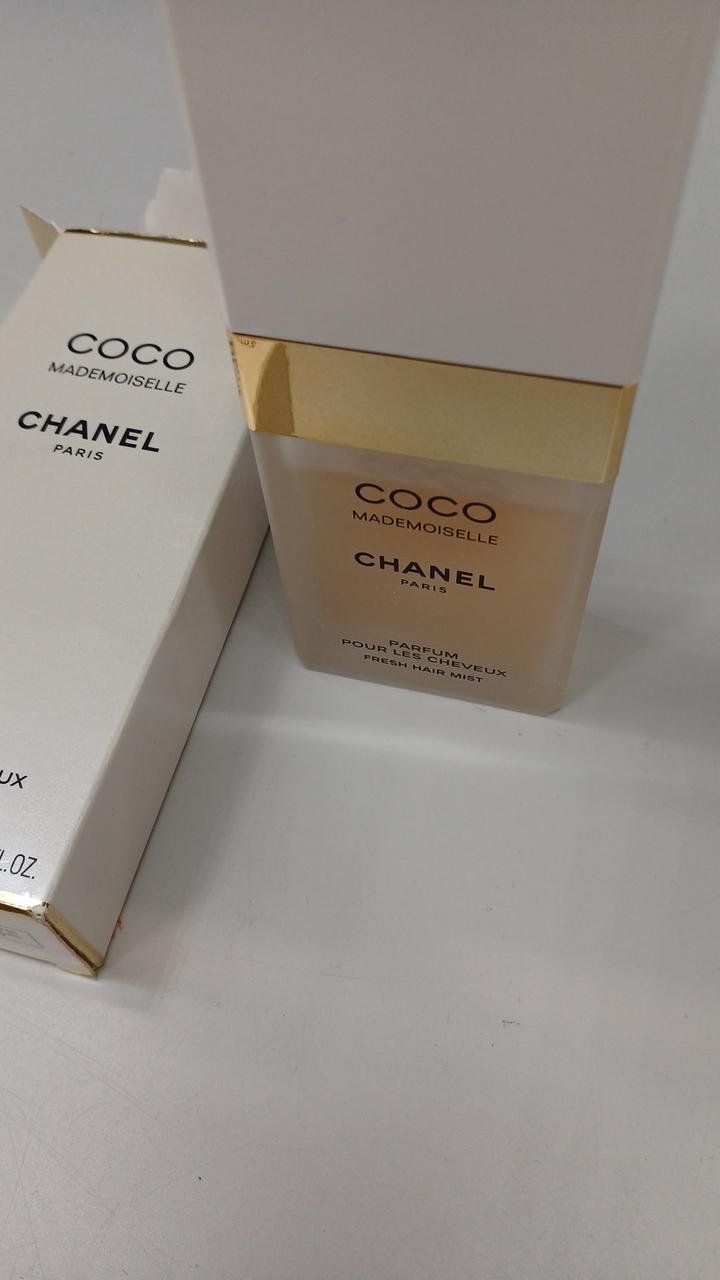 COCO
MADEMOISELLE
CHANEL
PARIS
UX
L.OZ.
COCO
MADEMOISELLE
CHANEL
PARIS
PARFUM
POUR LES CHEVEUX
FRESH HAIR MIST